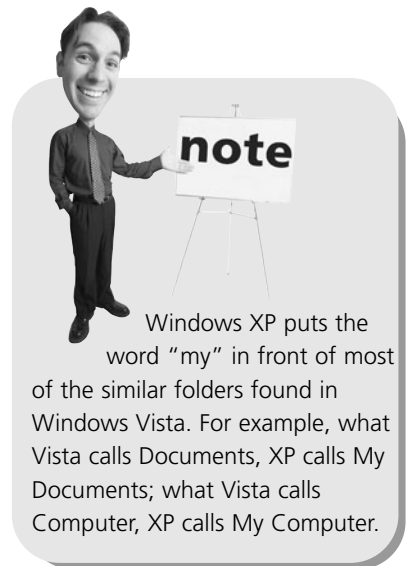 note
Windows XP puts the
word “my” in front of most
of the similar folders found in
Windows Vista. For example, what
Vista calls Documents, XP calls My
Documents; what Vista calls
Computer, XP calls My Computer.